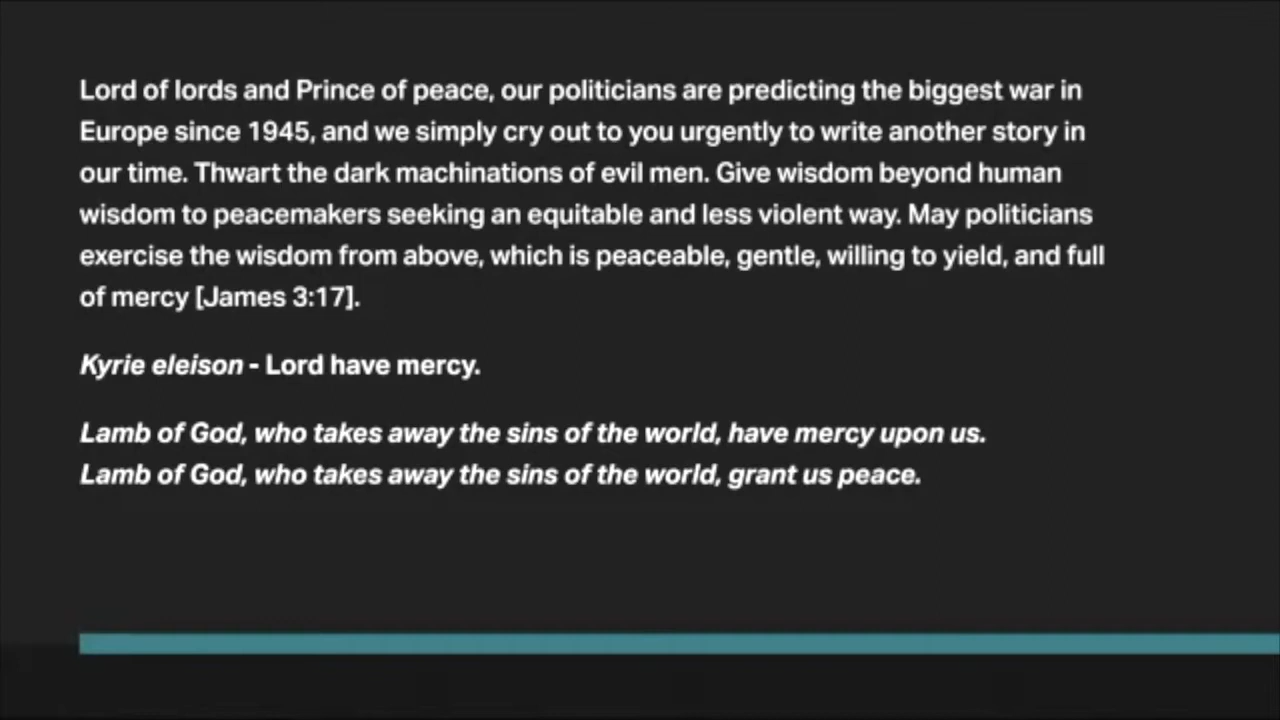 Lord of lords and Prince of peace, our politicians are predicting the biggest war in
Europe since 1945, and we simply cry out to you urgently to write another story in
our time. Thwart the dark machinations of evil men. Give wisdom beyond human
wisdom to peacemakers seeking an equitable and less violent way. May politicians
exercise the wisdom from above, which is peaceable, gentle, willing to yield, and full
of mercy [James 3:17].
Kyrie eleison - Lord have mercy.
Lamb of God, who takes away the sins of the world, have mercy upon us.
Lamb of God, who takes away the sins of the world, grant us peace.